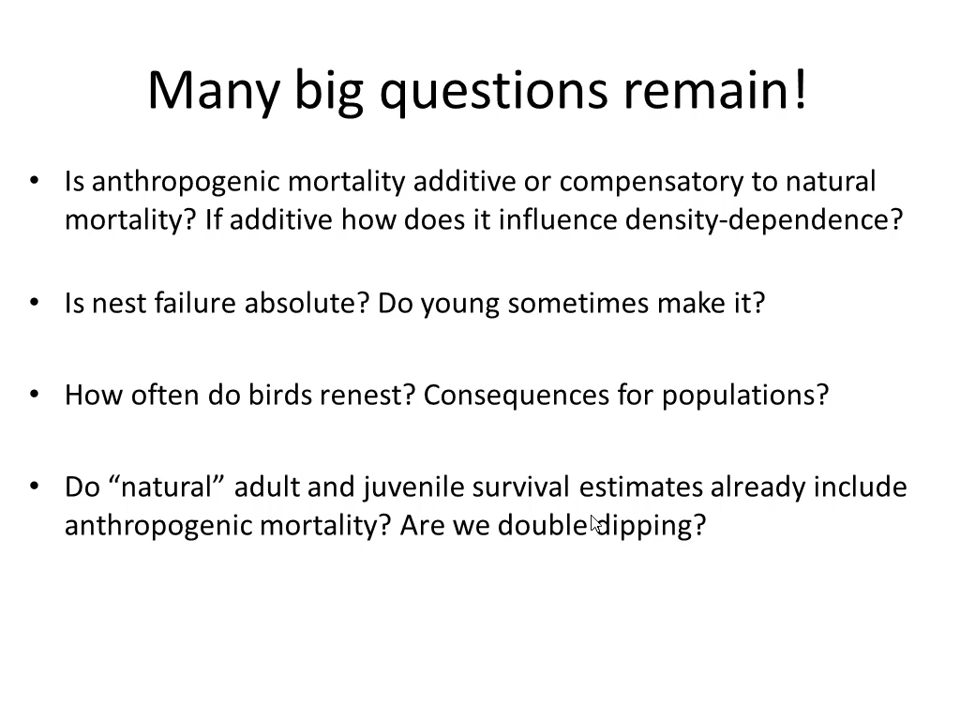 Many big questions remain!
• Is anthropogenic mortality additive or compensatory to natural
mortality? If additive how does it influence density-dependence?
• Is nest failure absolute? Do young sometimes make it?
• How often do birds renest? Consequences for populations?
• Do “natural” adult and juvenile survival estimates already include
anthropogenic mortality? Are we double dipping?